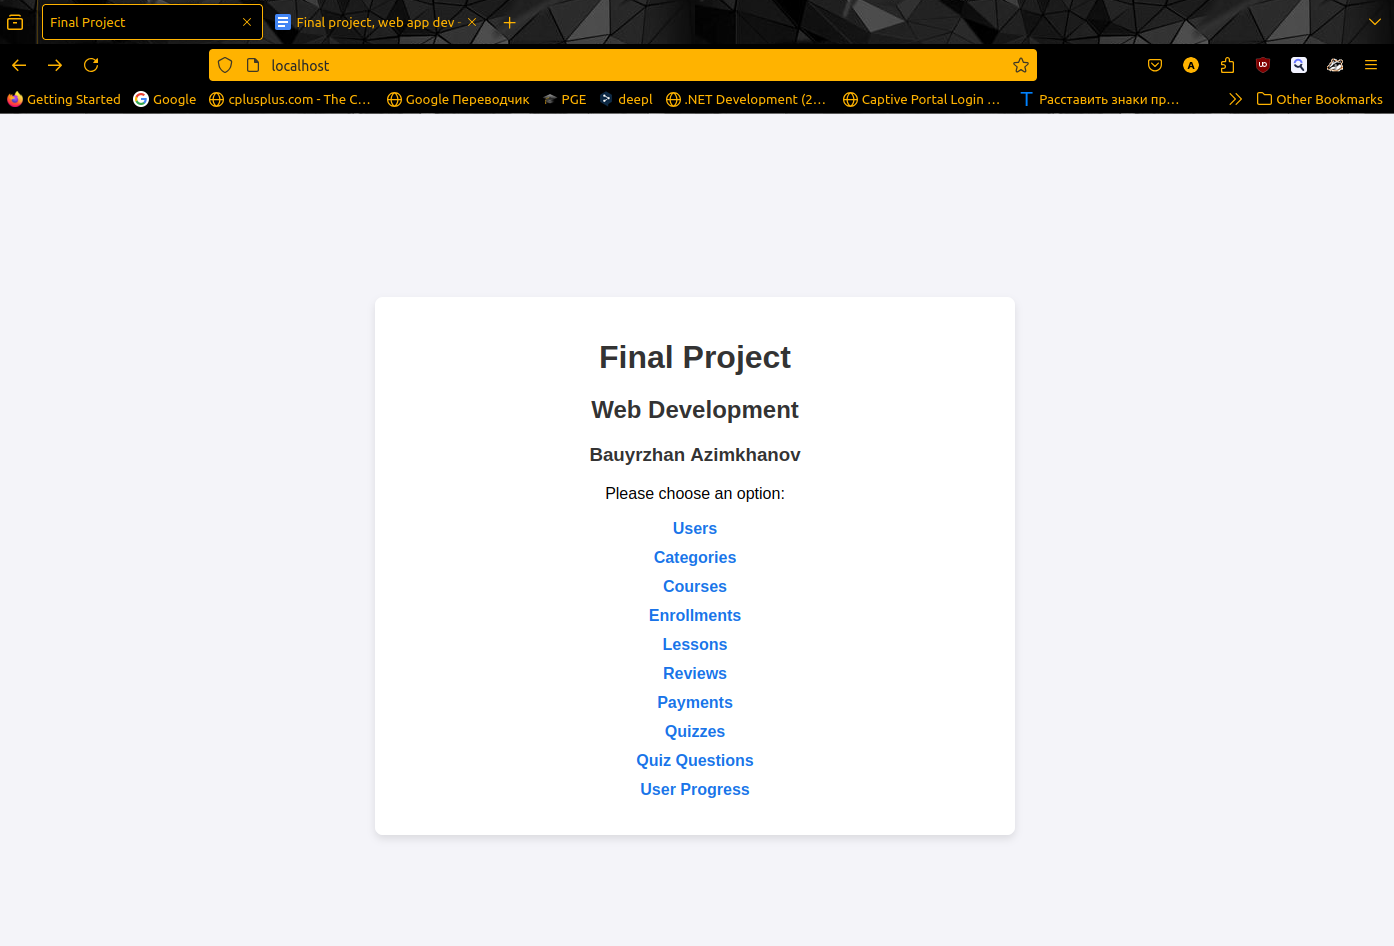 Final Project
Final project, web app dev -
localhost
Getting Started
Google
cplusplus.com - The C…
Google Переводчик
PGE
deepl
.NET Development (2…
Captive Portal Login …
Расставить знаки пр…
Other Bookmarks
Final Project
Web Development
Bauyrzhan Azimkhanov
Please choose an option:
Users
Categories
Courses
Enrollments
Lessons
Reviews
Payments
Quizzes
Quiz Questions
User Progress